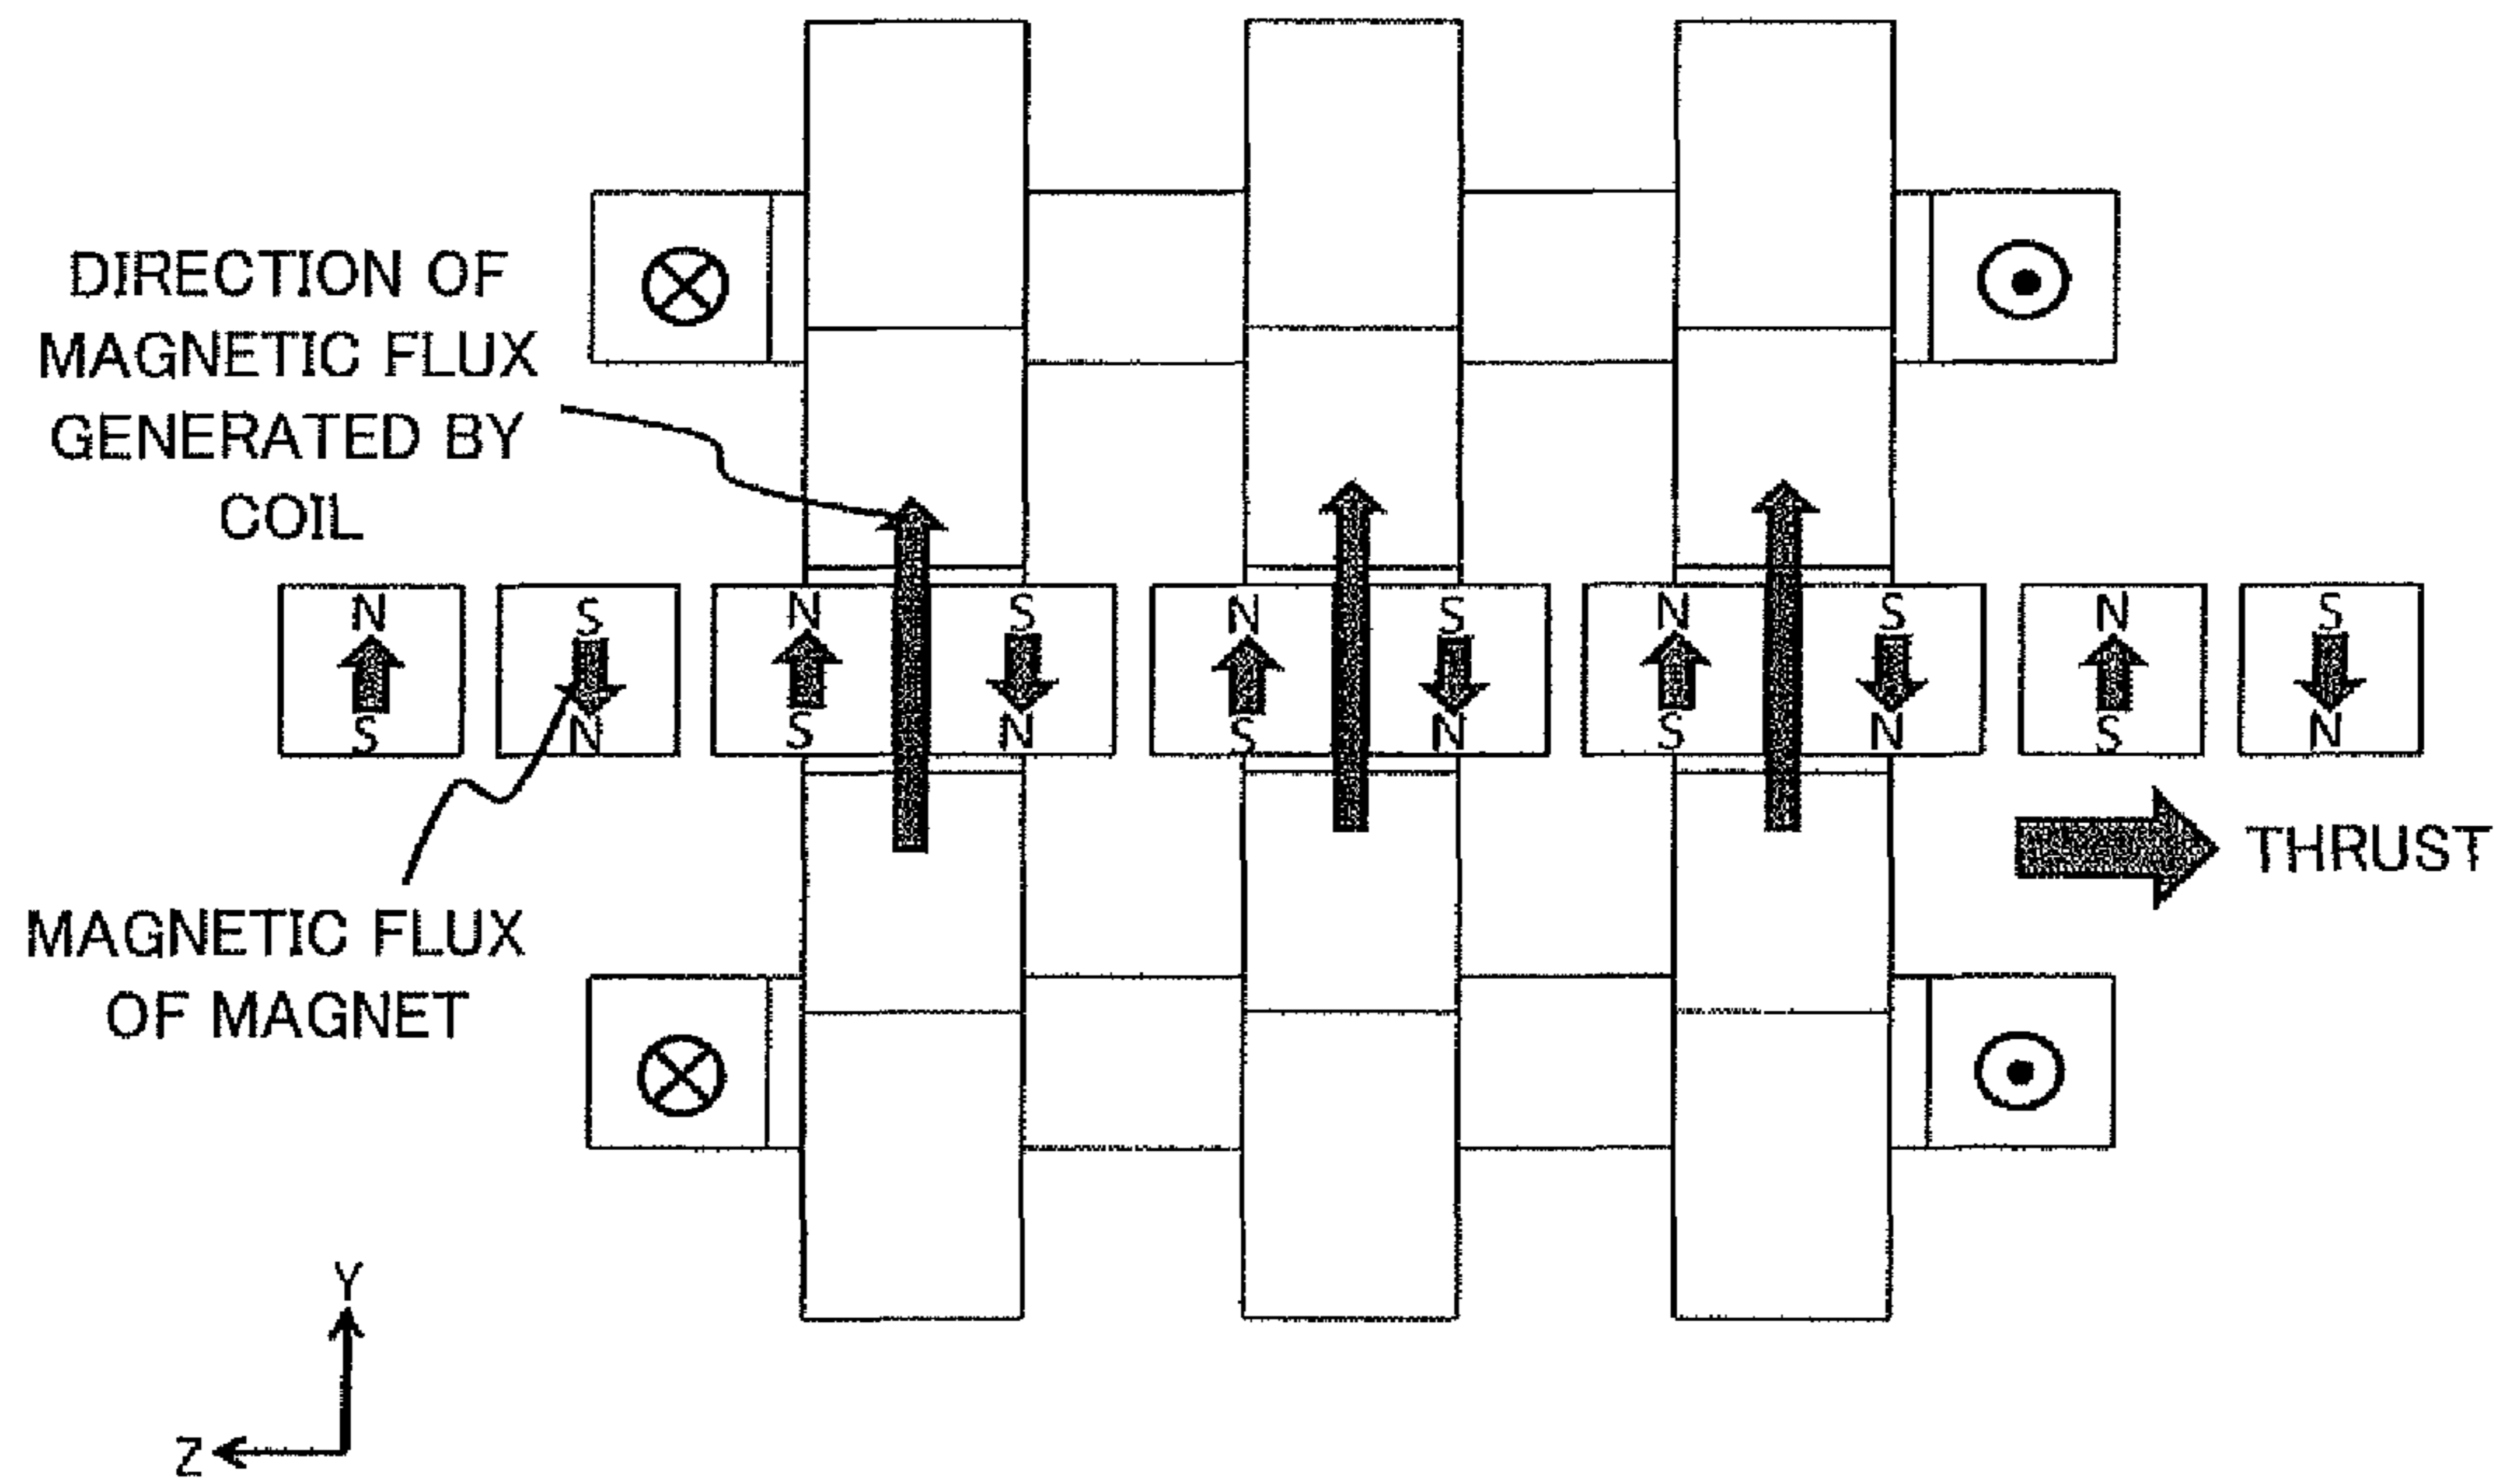 DIRECTION OF
MAGNETIC FLUX
GENERATED BY
COIL
N S N S N S N S N S
S N S N S N S N S N
THRUST
MAGNETIC FLUX
OF MAGNET
Y
Z